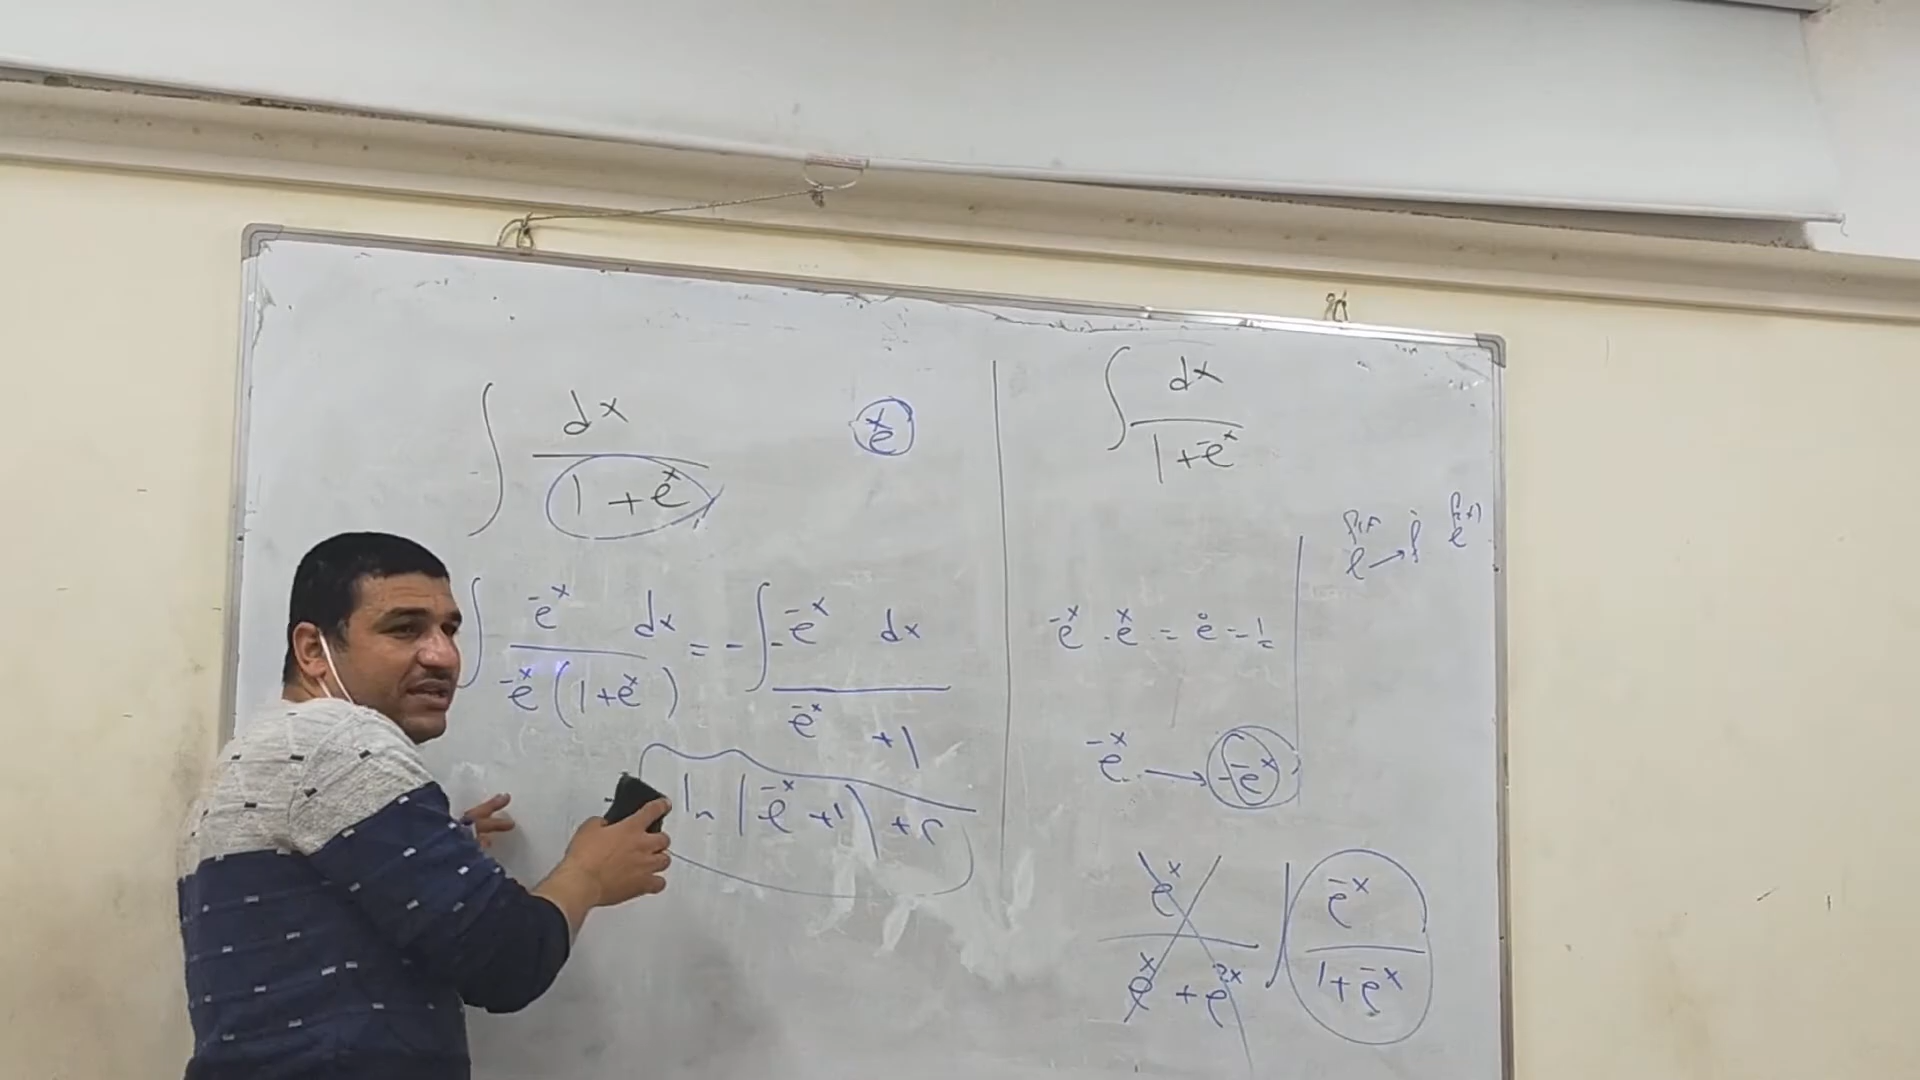 ∫ dx / (1 + e^x)
e^x
∫ e^-x dx / (e^-x (1 + e^x)) = - ∫ -e^-x dx / (e^-x + 1)
ln |e^-x + 1| + c
∫ dx / (1 + e^-x)
e^f(x) → f' e^f(x)
e^-x . e^x = e^0 = 1
e^-x → -e^-x
e^x / (e^x + e^2x)
∫ e^-x / (1 + e^-x)